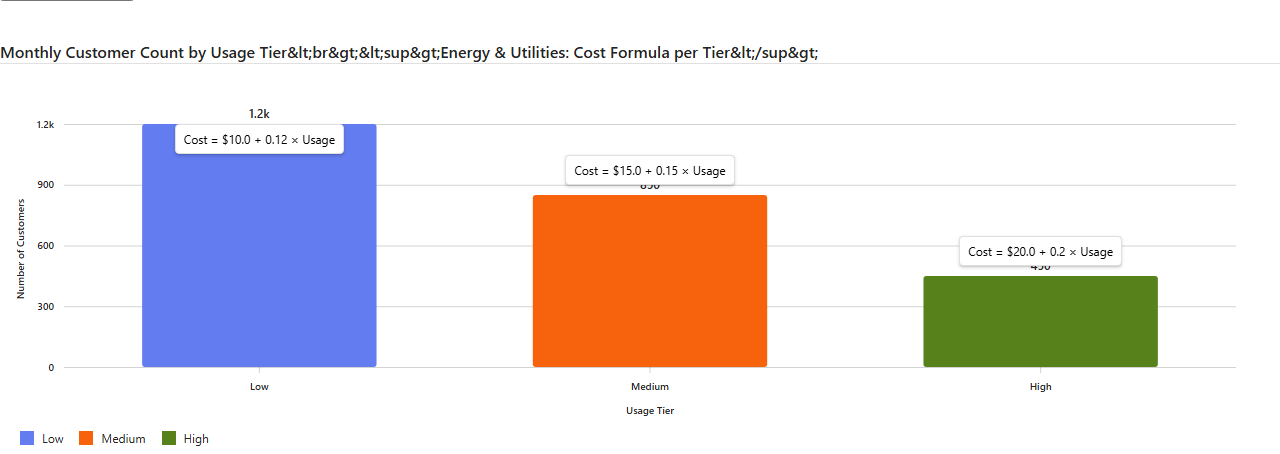 Monthly Customer Count by Usage Tier&lt;br&gt;&lt;sup&gt;Energy & Utilities: Cost Formula per Tier&lt;/sup&gt;
1.2k
Cost = $10.0 + 0.12 × Usage
Cost = $15.0 + 0.15 × Usage
850
Cost = $20.0 + 0.2 × Usage
450
1.2k
900
600
300
0
Number of Customers
Low
Medium
High
Usage Tier
Low
Medium
High